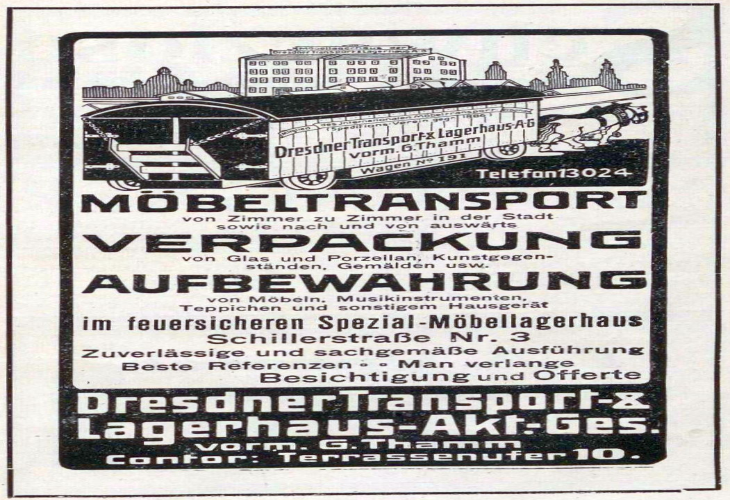 Dresdner Transport- & Lagerhaus-A-G
Dresdner Transport-& Lagerhaus-A-G
vorm. G. Thamm
Wagen No 191
Telefon 13024
MÖBELTRANSPORT
von Zimmer zu Zimmer in der Stadt
sowie nach und von auswärts
VERPACKUNG
von Glas und Porzellan, Kunstgegen-
ständen, Gemälden usw.
AUFBEWAHRUNG
von Möbeln, Musikinstrumenten,
Teppichen und sonstigem Hausgerät
im feuersicheren Spezial-Möbellagerhaus
Schillerstraße Nr. 3
Zuverlässige und sachgemäße Ausführung
Beste Referenzen • • Man verlange
Besichtigung und Offerte
Dresdner Transport-&
Lagerhaus-Akt.-Ges.
vorm. G. Thamm
Contor: Terrassenufer 10.